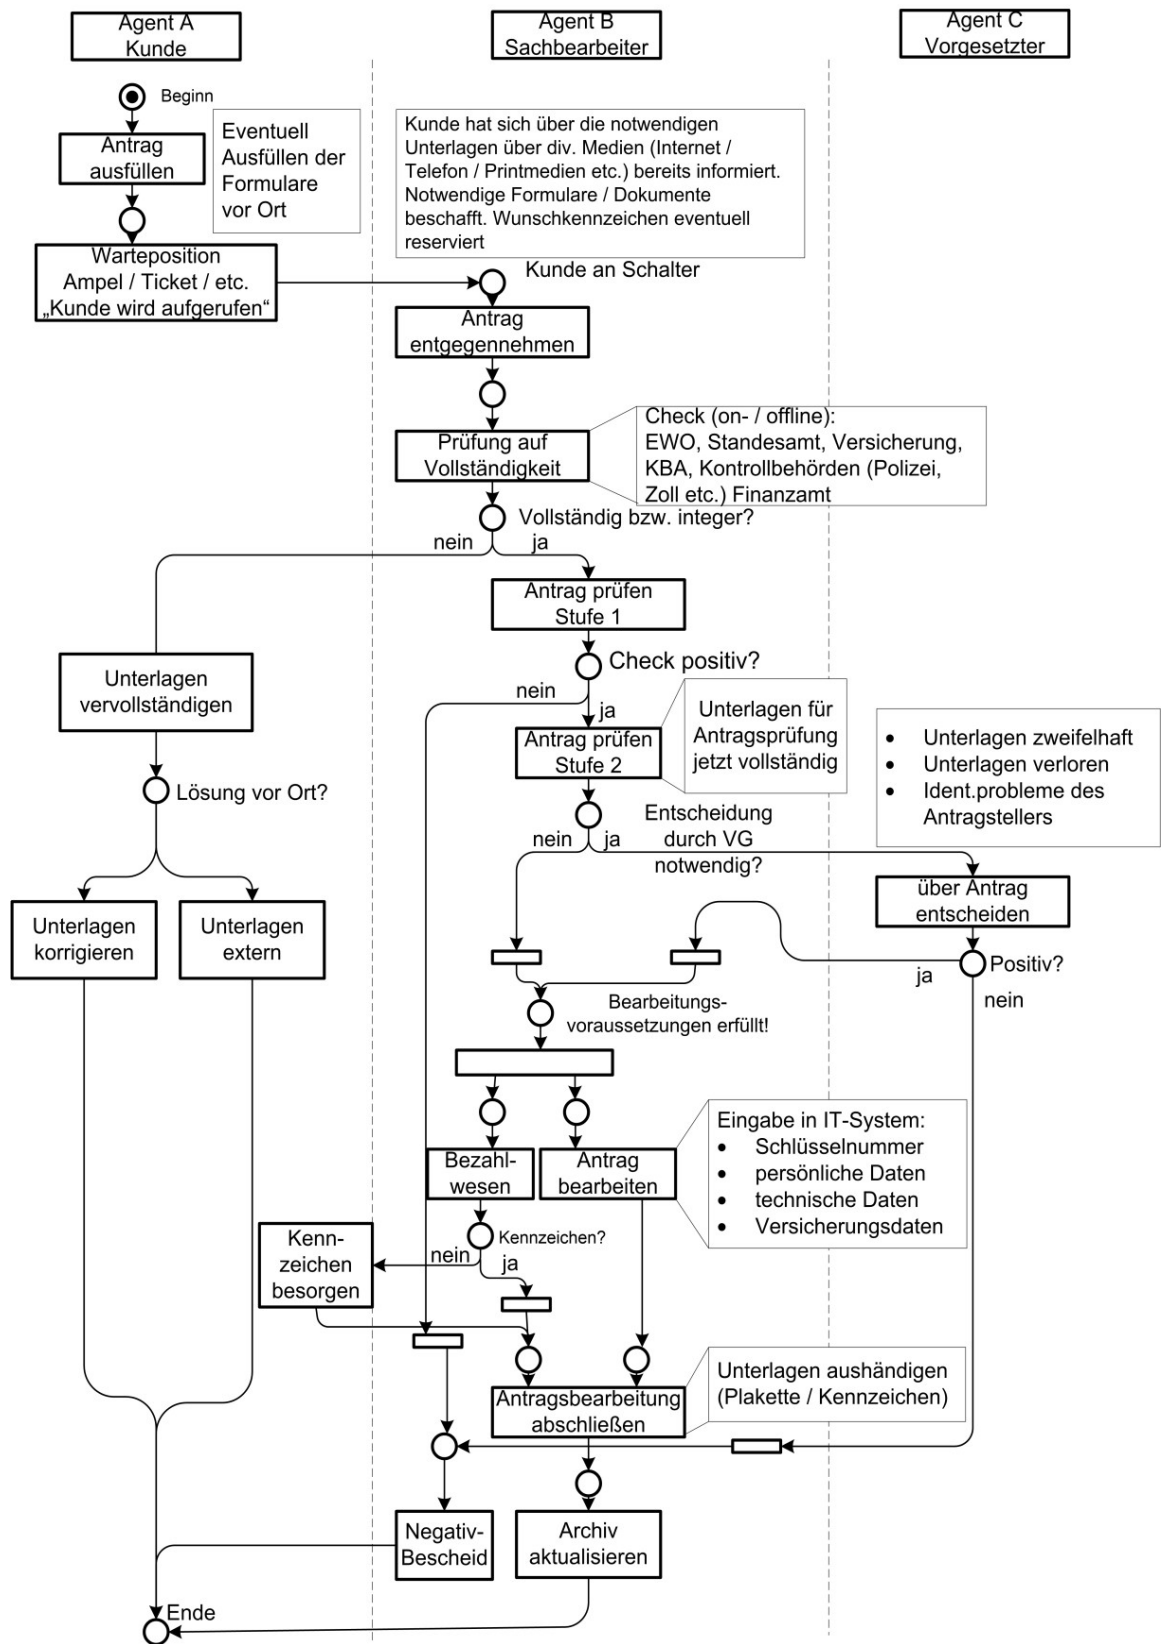 Agent A
Kunde
Agent B
Sachbearbeiter
Agent C
Vorgesetzter
Beginn
Antrag
ausfüllen
Eventuell
Ausfüllen der
Formulare
vor Ort
Kunde hat sich über die notwendigen
Unterlagen über div. Medien (Internet /
Telefon / Printmedien etc.) bereits informiert.
Notwendige Formulare / Dokumente
beschafft. Wunschkennzeichen eventuell
reserviert
Warteposition
Ampel / Ticket / etc.
„Kunde wird aufgerufen“
Kunde an Schalter
Antrag
entgegennehmen
Prüfung auf
Vollständigkeit
Check (on- / offline):
EWO, Standesamt, Versicherung,
KBA, Kontrollbehörden (Polizei,
Zoll etc.) Finanzamt
Vollständig bzw. integer?
nein
ja
Antrag prüfen
Stufe 1
Unterlagen
vervollständigen
Check positiv?
nein
ja
Antrag prüfen
Stufe 2
Unterlagen für
Antragsprüfung
jetzt vollständig
• Unterlagen zweifelhaft
• Unterlagen verloren
• Ident.probleme des
Antragstellers
Lösung vor Ort?
nein
ja
Entscheidung
durch VG
notwendig?
Unterlagen
korrigieren
Unterlagen
extern
über Antrag
entscheiden
ja
Positiv?
nein
Bearbeitungs-
voraussetzungen erfüllt!
Bezahl-
wesen
Antrag
bearbeiten
Eingabe in IT-System:
• Schlüsselnummer
• persönliche Daten
• technische Daten
• Versicherungsdaten
Kennzeichen?
nein
ja
Kenn-
zeichen
besorgen
Antragsbearbeitung
abschließen
Unterlagen aushändigen
(Plakette / Kennzeichen)
Negativ-
Bescheid
Archiv
aktualisieren
Ende